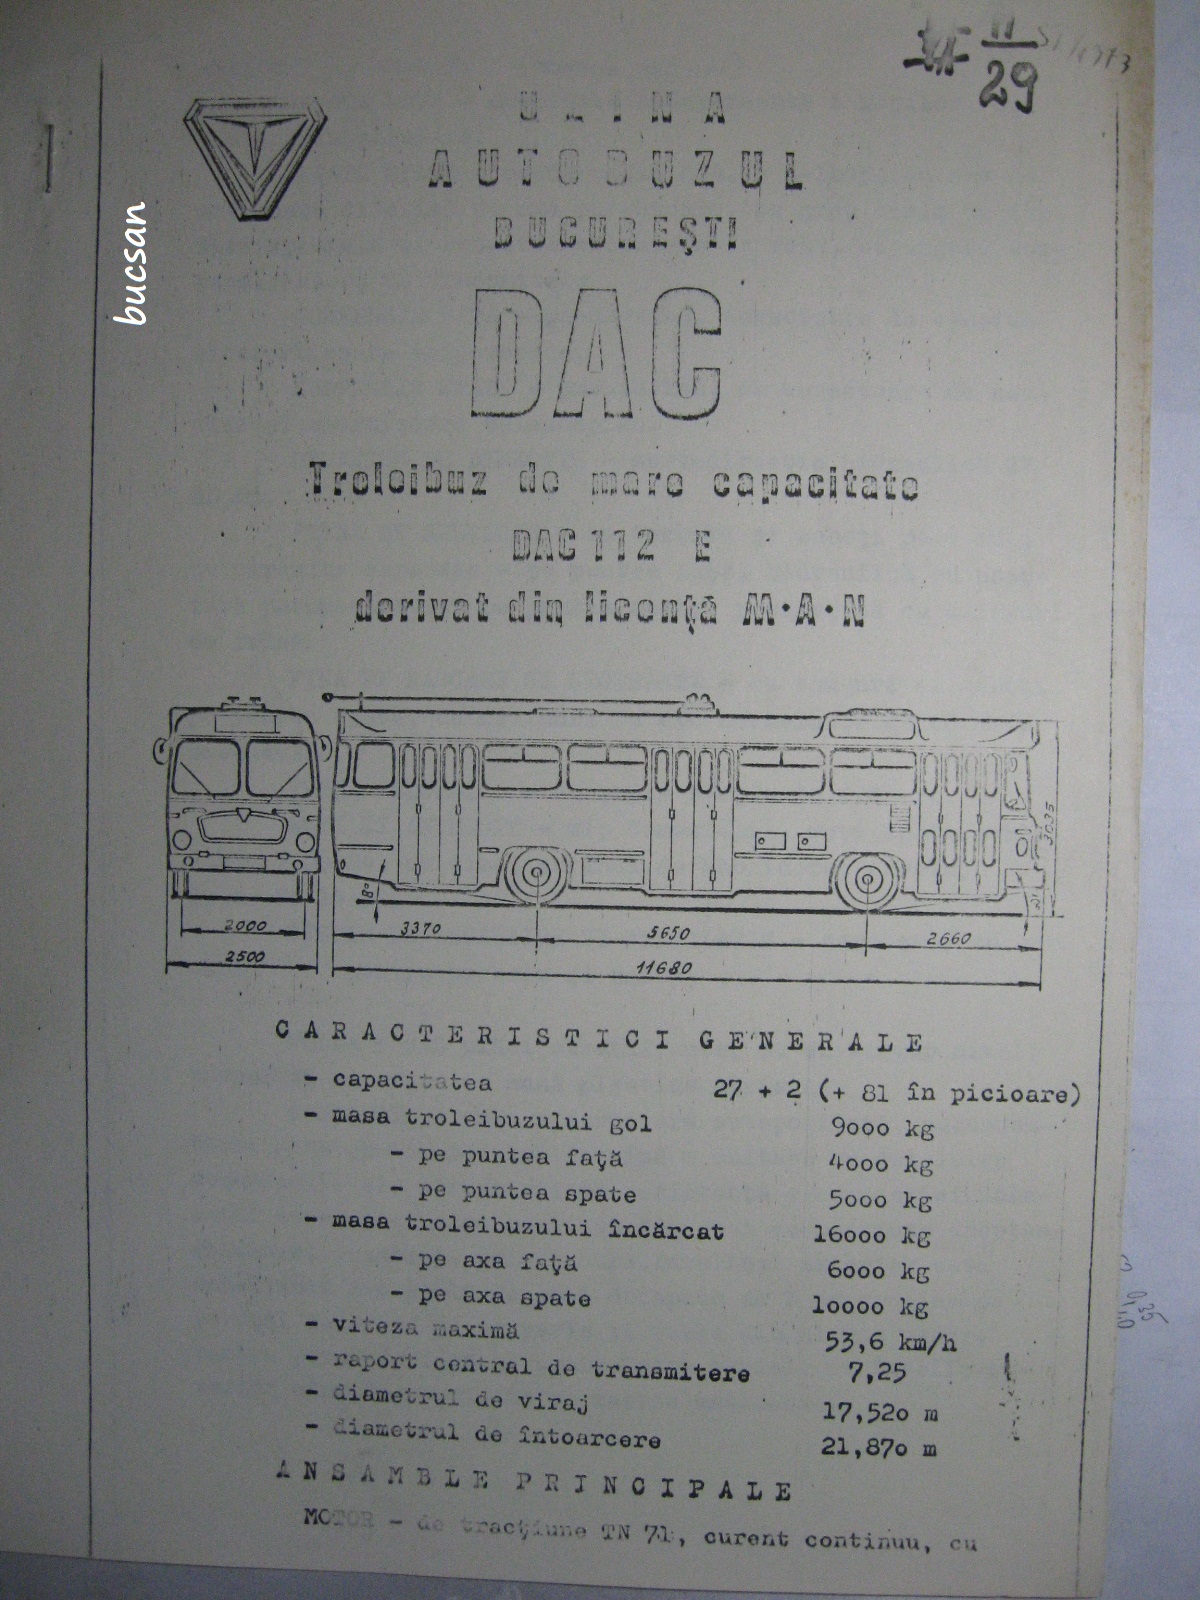 11
29
UZINA
AUTOBUZUL
BUCUREŞTI
DAC
Troleibuz de mare capacitate
DAC 112 E
derivat din licenţă M·A·N
bucsan
8°
3035
2000
2500
3370
5650
2660
11680
CARACTERISTICI GENERALE
- capacitatea 27 + 2 (+ 81 în picioare)
- masa troleibuzului gol 9000 kg
- pe puntea faţă 4000 kg
- pe puntea spate 5000 kg
- masa troleibuzului încărcat 16000 kg
- pe axa faţă 6000 kg
- pe axa spate 10000 kg
- viteza maximă 53,6 km/h
- raport central de transmitere 7,25
- diametrul de viraj 17,520 m
- diametrul de întoarcere 21,870 m
ANSAMBLE PRINCIPALE
MOTOR - de tracţiune TN 71, curent continuu, cu